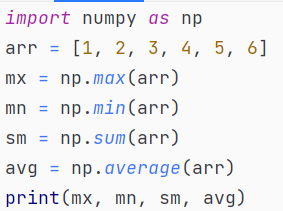 import numpy as np
arr = [1, 2, 3, 4, 5, 6]
mx = np.max(arr)
mn = np.min(arr)
sm = np.sum(arr)
avg = np.average(arr)
print(mx, mn, sm, avg)